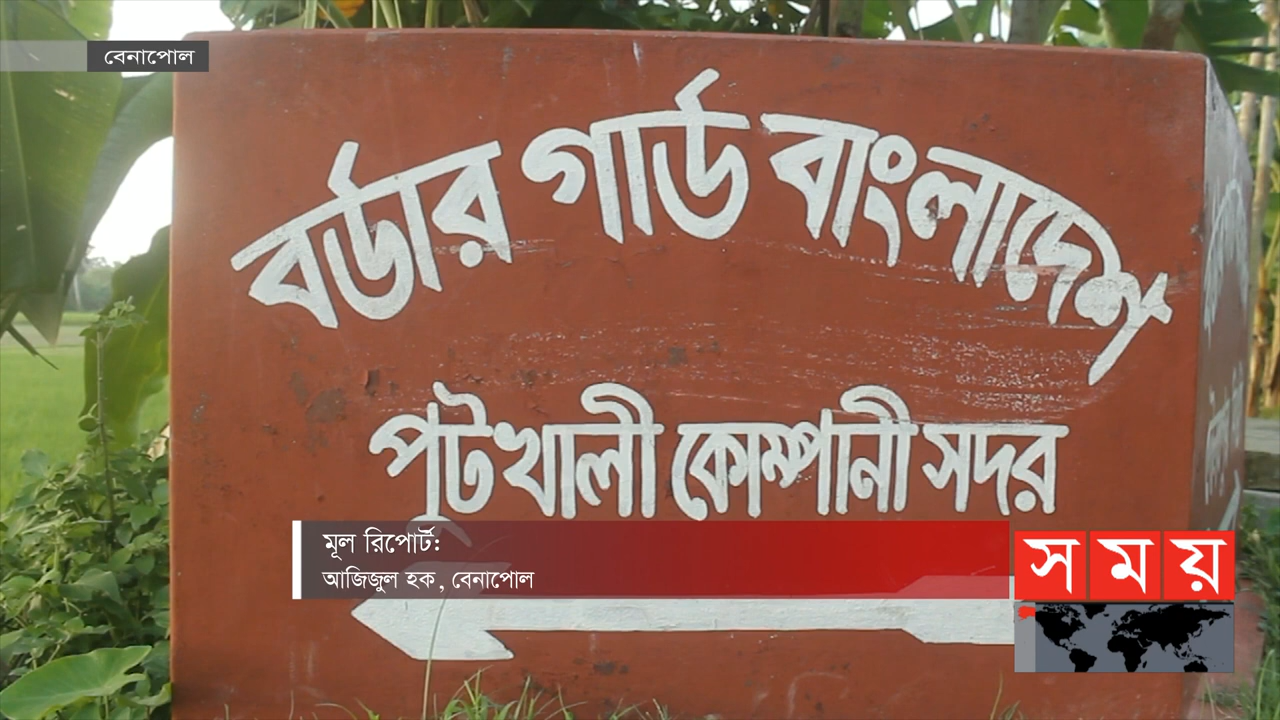 বেনাপোল
বর্ডার গার্ড বাংলাদেশ
পুটখালী কোম্পানী সদর
মূল রিপোর্ট:
আজিজুল হক, বেনাপোল
সময়